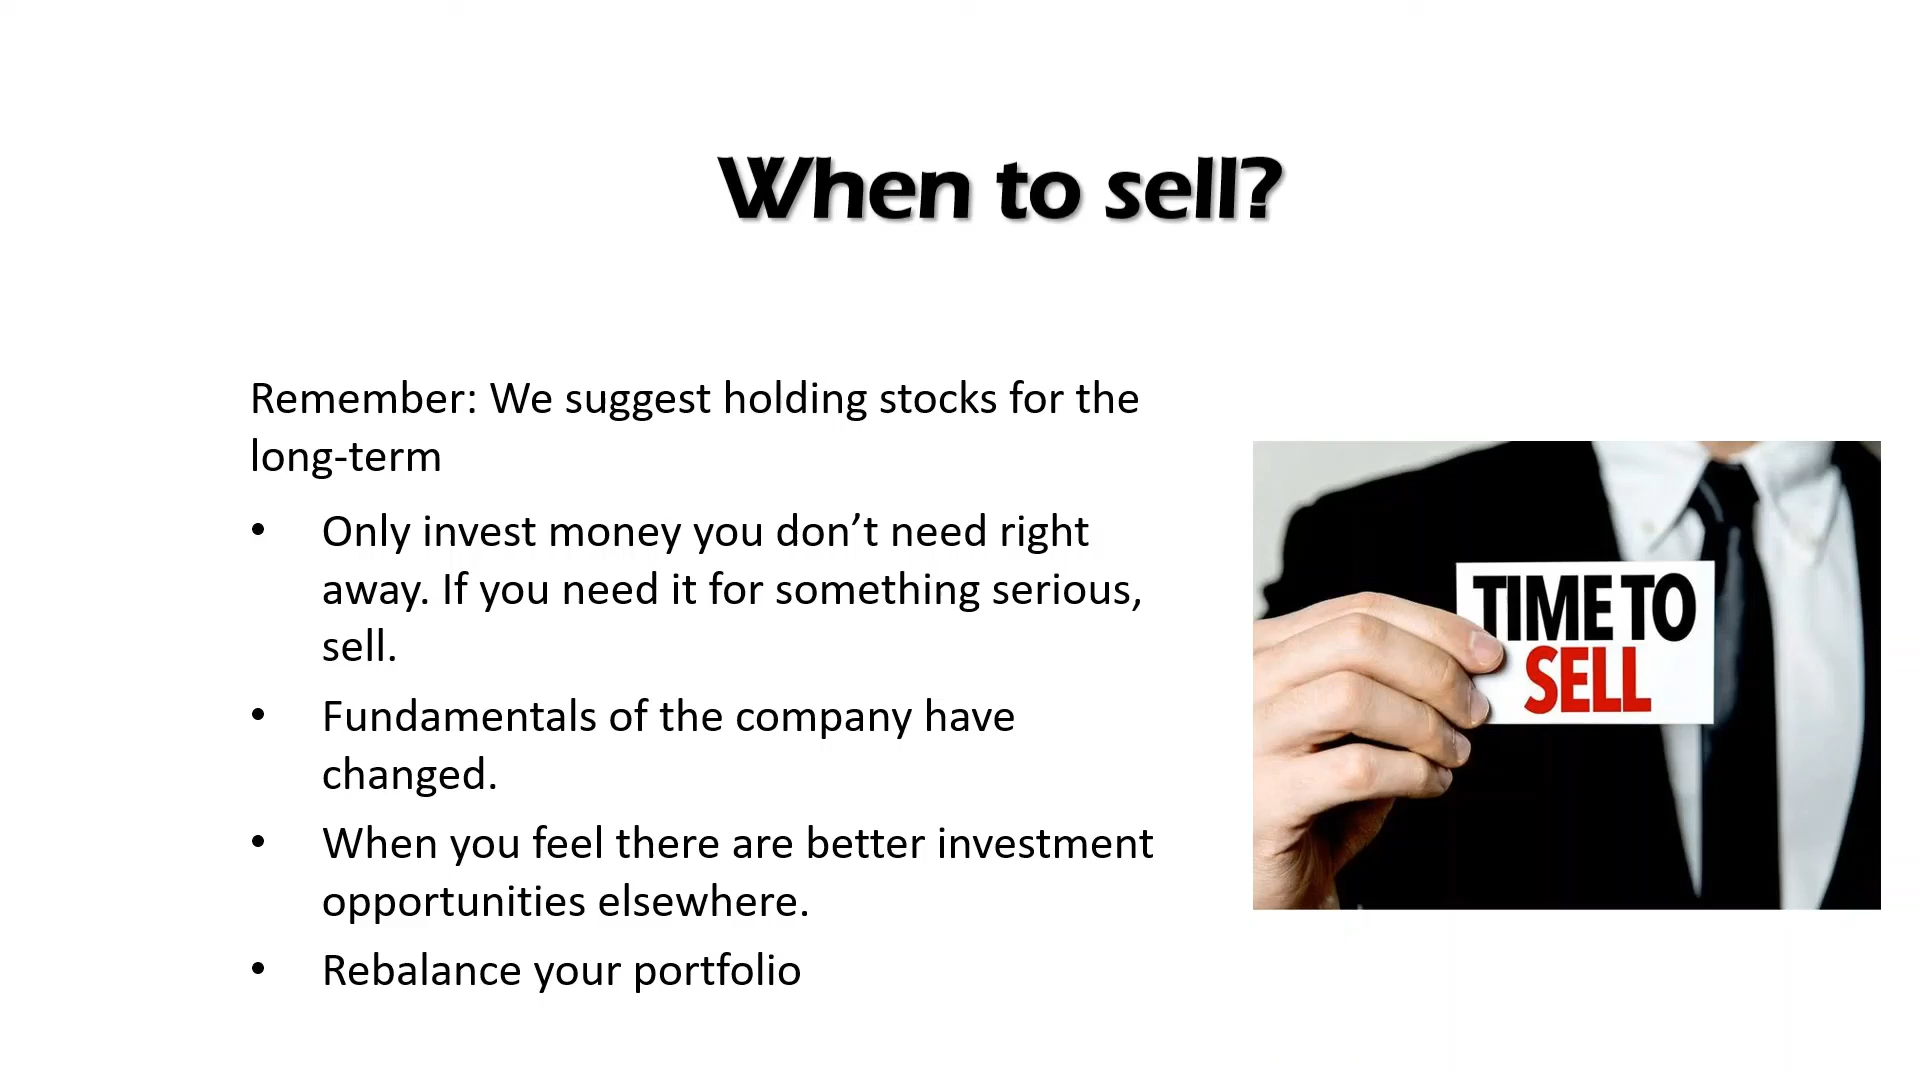 When to sell?
Remember: We suggest holding stocks for the
long-term
• Only invest money you don’t need right
away. If you need it for something serious,
sell.
• Fundamentals of the company have
changed.
• When you feel there are better investment
opportunities elsewhere.
• Rebalance your portfolio
TIME TO
SELL